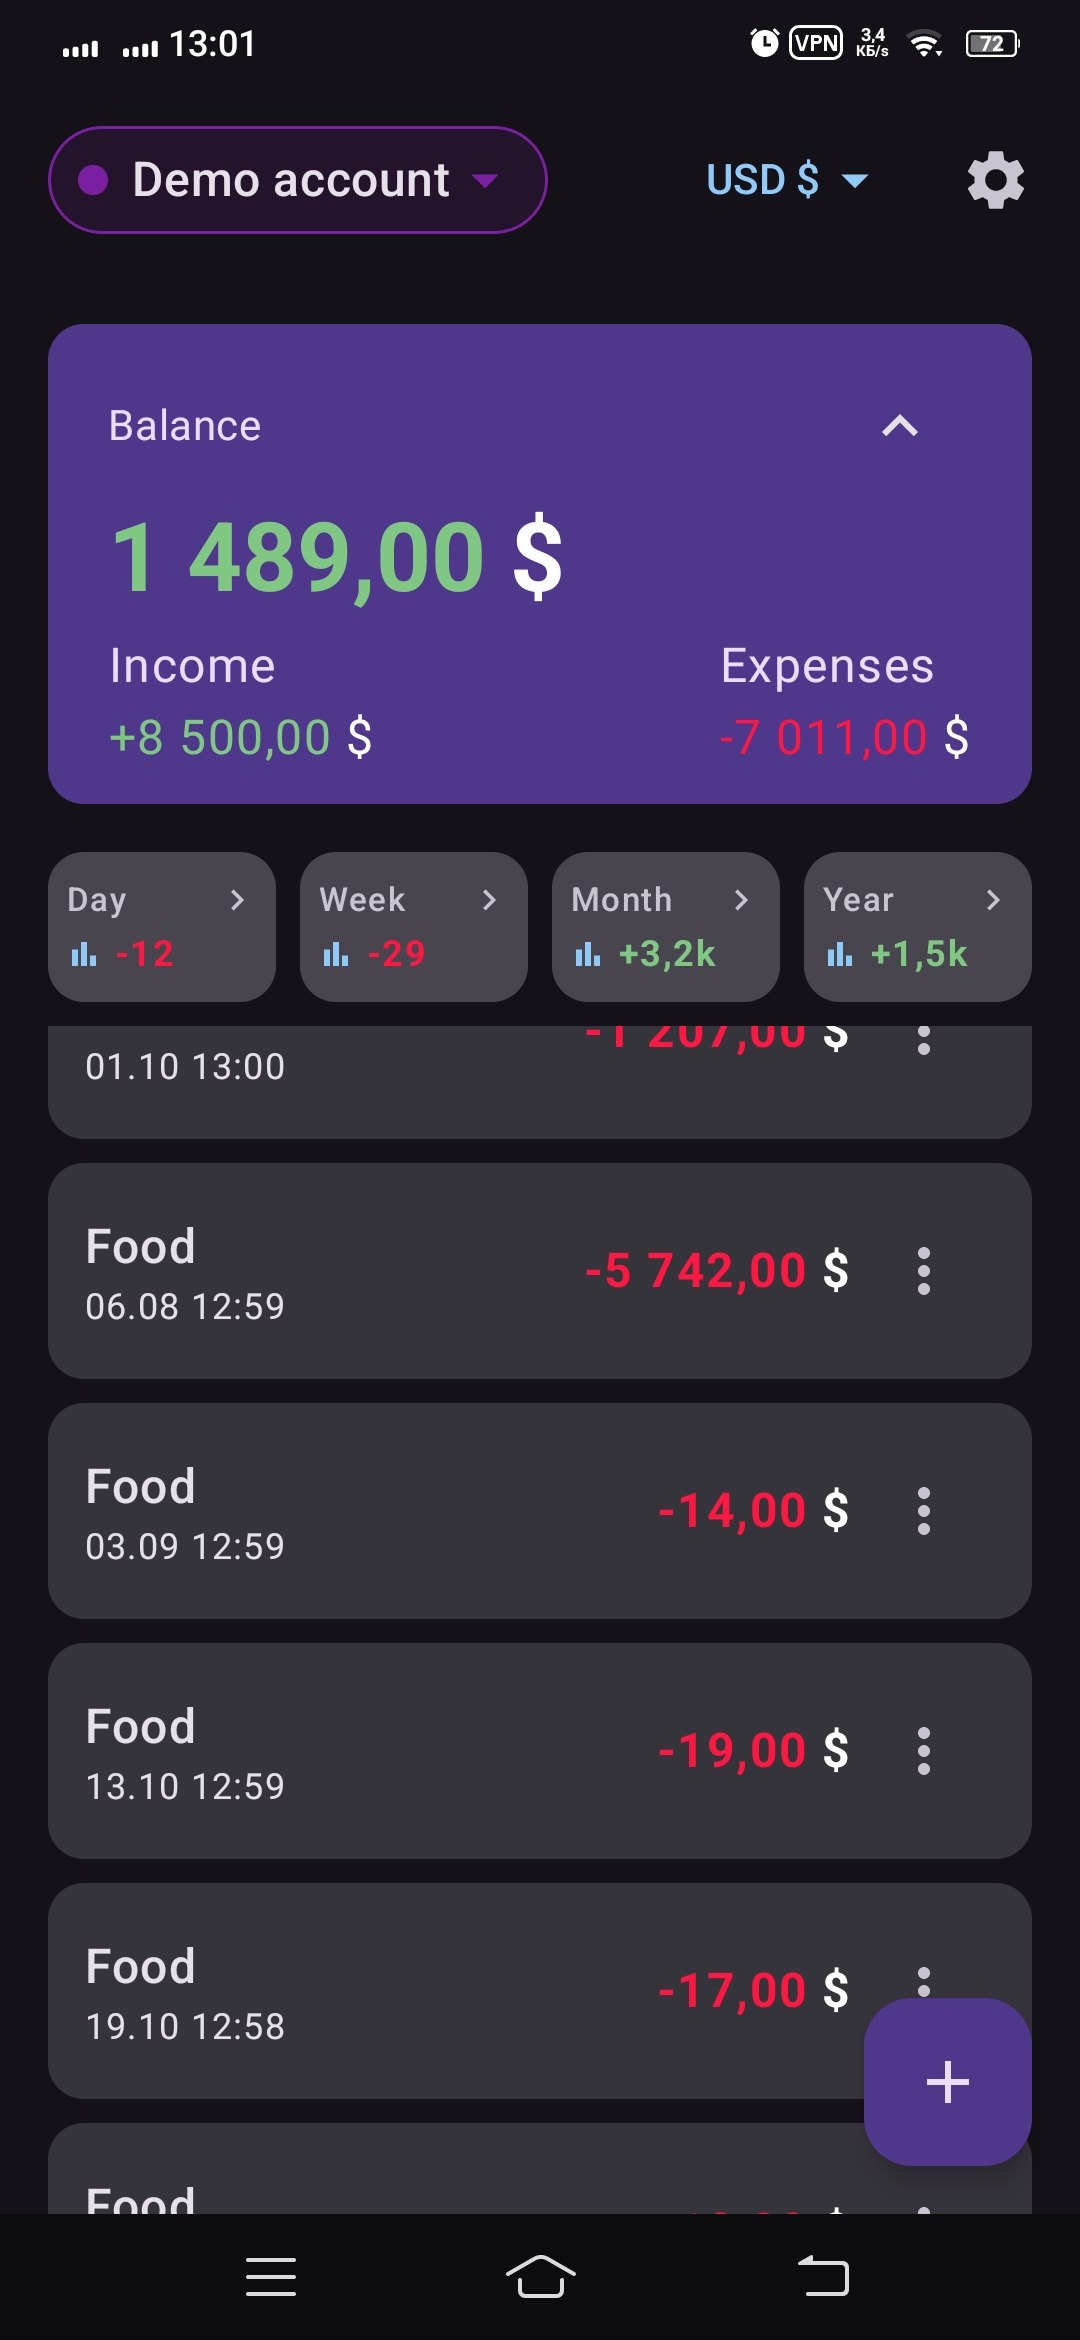 13:01 VPN 3,4 КБ/s 72
Demo account USD $
Balance
1 489,00 $
Income Expenses
+8 500,00 $ -7 011,00 $
Day Week Month Year
-12 -29 +3,2k +1,5k
-1 207,00 $
01.10 13:00
Food
-5 742,00 $
06.08 12:59
Food
-14,00 $
03.09 12:59
Food
-19,00 $
13.10 12:59
Food
-17,00 $
19.10 12:58
Food